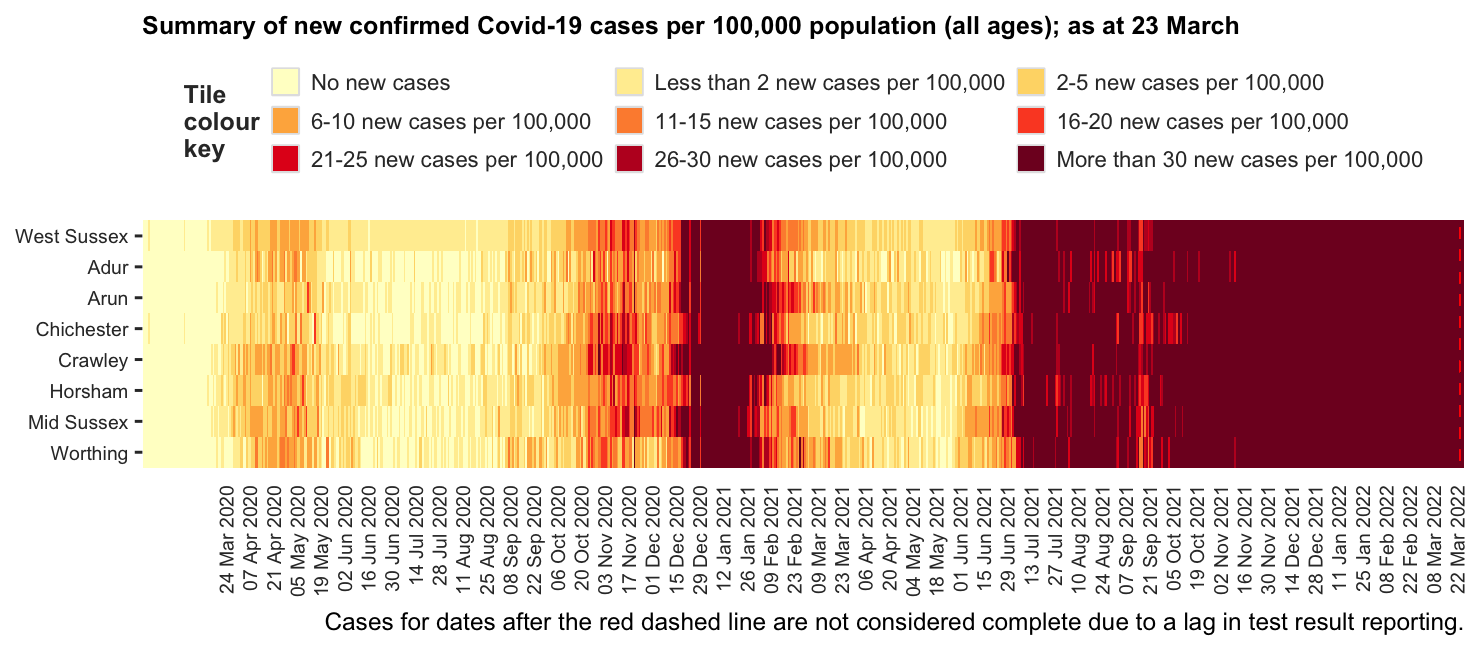 Summary of new confirmed Covid-19 cases per 100,000 population (all ages); as at 23 March
Tile
colour
key
No new cases
Less than 2 new cases per 100,000
2-5 new cases per 100,000
6-10 new cases per 100,000
11-15 new cases per 100,000
16-20 new cases per 100,000
21-25 new cases per 100,000
26-30 new cases per 100,000
More than 30 new cases per 100,000
West Sussex
Adur
Arun
Chichester
Crawley
Horsham
Mid Sussex
Worthing
24 Mar 2020
07 Apr 2020
21 Apr 2020
05 May 2020
19 May 2020
02 Jun 2020
16 Jun 2020
30 Jun 2020
14 Jul 2020
28 Jul 2020
11 Aug 2020
25 Aug 2020
08 Sep 2020
22 Sep 2020
06 Oct 2020
20 Oct 2020
03 Nov 2020
17 Nov 2020
01 Dec 2020
15 Dec 2020
29 Dec 2020
12 Jan 2021
26 Jan 2021
09 Feb 2021
23 Feb 2021
09 Mar 2021
23 Mar 2021
06 Apr 2021
20 Apr 2021
04 May 2021
18 May 2021
01 Jun 2021
15 Jun 2021
29 Jun 2021
13 Jul 2021
27 Jul 2021
10 Aug 2021
24 Aug 2021
07 Sep 2021
21 Sep 2021
05 Oct 2021
19 Oct 2021
02 Nov 2021
16 Nov 2021
30 Nov 2021
14 Dec 2021
28 Dec 2021
11 Jan 2022
25 Jan 2022
08 Feb 2022
22 Feb 2022
08 Mar 2022
22 Mar 2022
Cases for dates after the red dashed line are not considered complete due to a lag in test result reporting.